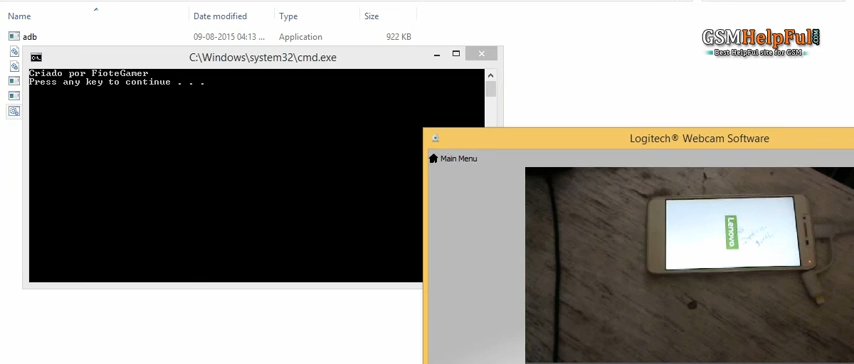 Name Date modified Type Size
adb 09-08-2015 04:13 ... Application 922 KB
C:\Windows\system32\cmd.exe
Criado por FioteGamer
Press any key to continue . . .
GSMHelpFul.COM
Best HelpFul site for GSM
Logitech® Webcam Software
Main Menu
Lenovo